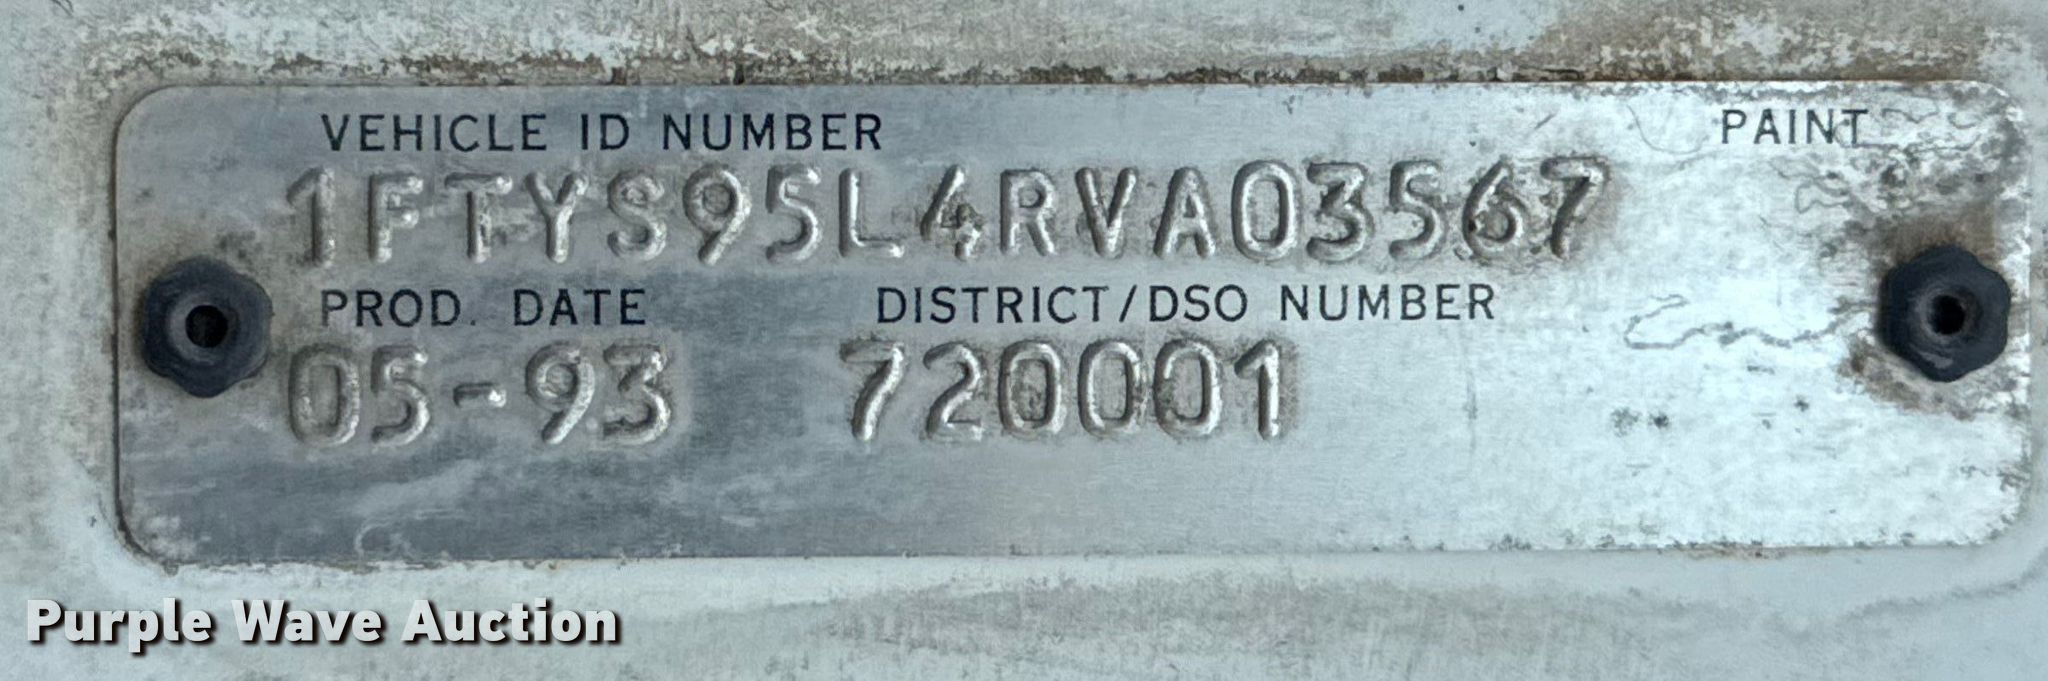 VEHICLE ID NUMBER PAINT
1FTYS95L4RVA03567
PROD. DATE DISTRICT/DSO NUMBER
05-93 720001
Purple Wave Auction